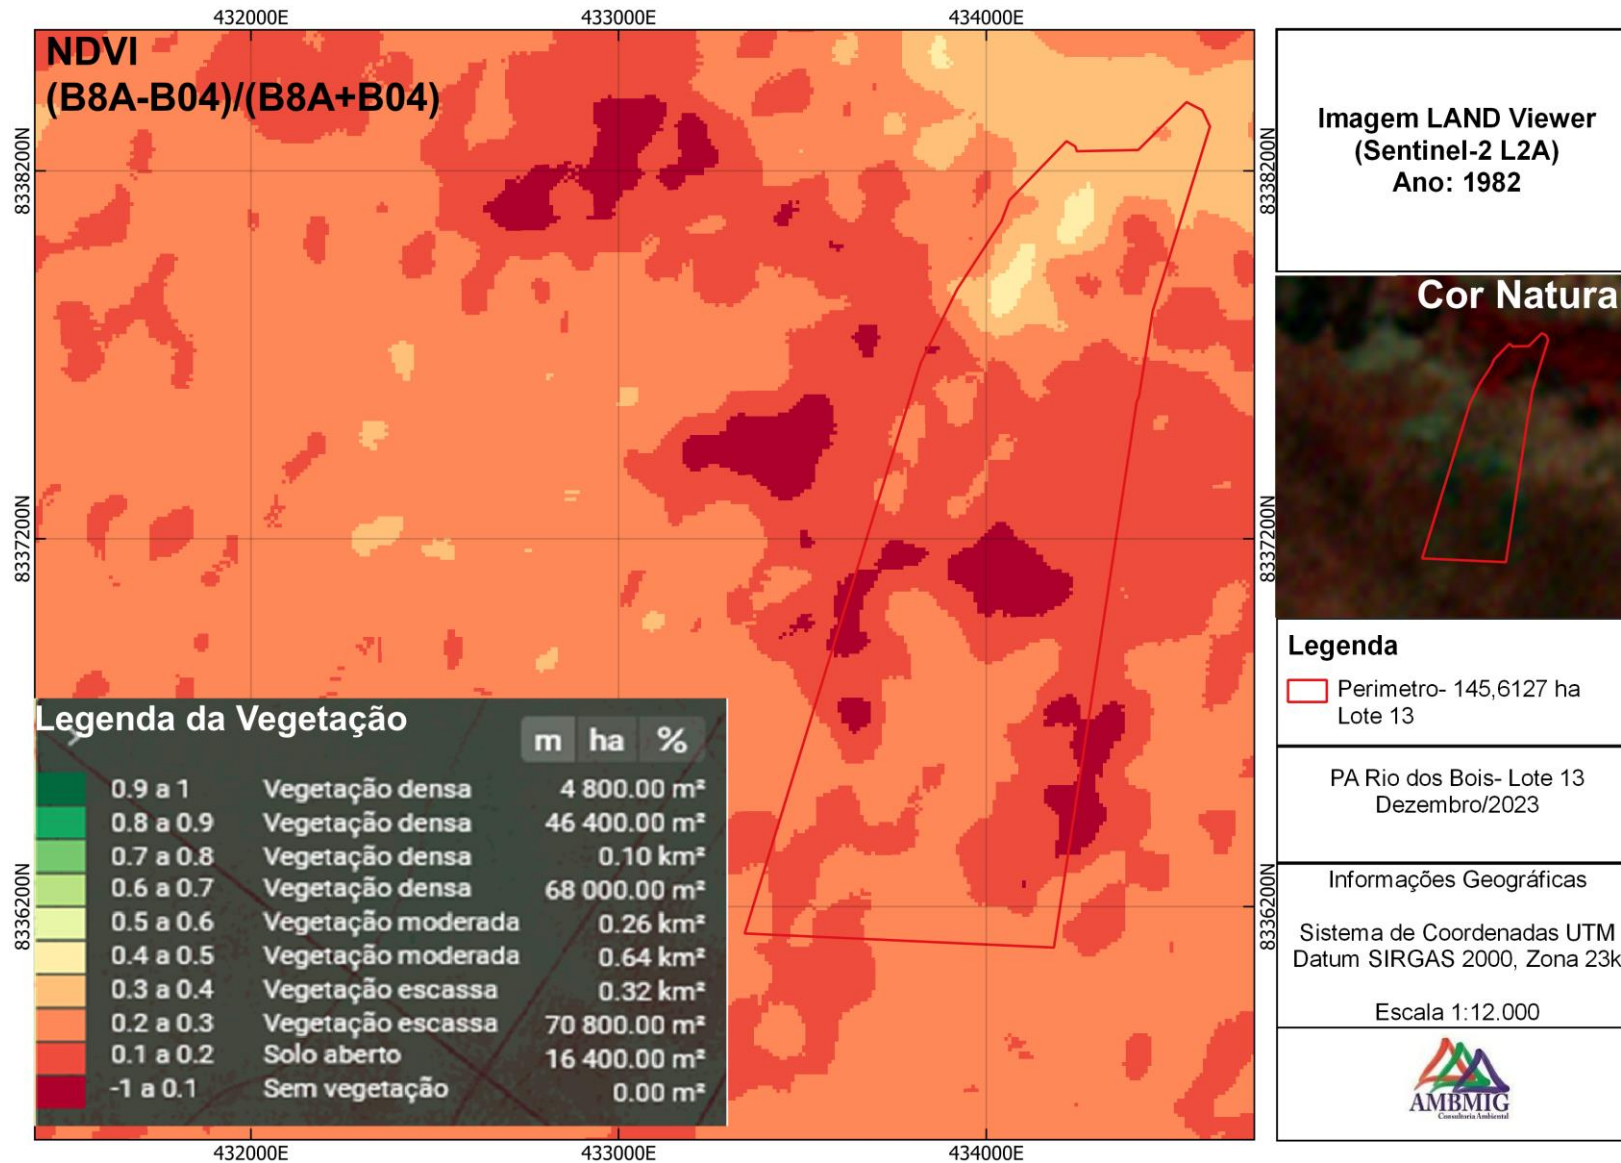 432000E
433000E
434000E
NDVI
(B8A-B04)/(B8A+B04)
8338200N
8338200N
8337200N
8337200N
8336200N
8336200N
Legenda da Vegetação
m ha %
0.9 a 1 Vegetação densa 4 800.00 m²
0.8 a 0.9 Vegetação densa 46 400.00 m²
0.7 a 0.8 Vegetação densa 0.10 km²
0.6 a 0.7 Vegetação densa 68 000.00 m²
0.5 a 0.6 Vegetação moderada 0.26 km²
0.4 a 0.5 Vegetação moderada 0.64 km²
0.3 a 0.4 Vegetação escassa 0.32 km²
0.2 a 0.3 Vegetação escassa 70 800.00 m²
0.1 a 0.2 Solo aberto 16 400.00 m²
-1 a 0.1 Sem vegetação 0.00 m²
432000E
433000E
434000E
Imagem LAND Viewer
(Sentinel-2 L2A)
Ano: 1982
Cor Natura
Legenda
Perimetro- 145,6127 ha
Lote 13
PA Rio dos Bois- Lote 13
Dezembro/2023
Informações Geográficas
Sistema de Coordenadas UTM
Datum SIRGAS 2000, Zona 23k
Escala 1:12.000
AMBMIG
Consultoria Ambiental